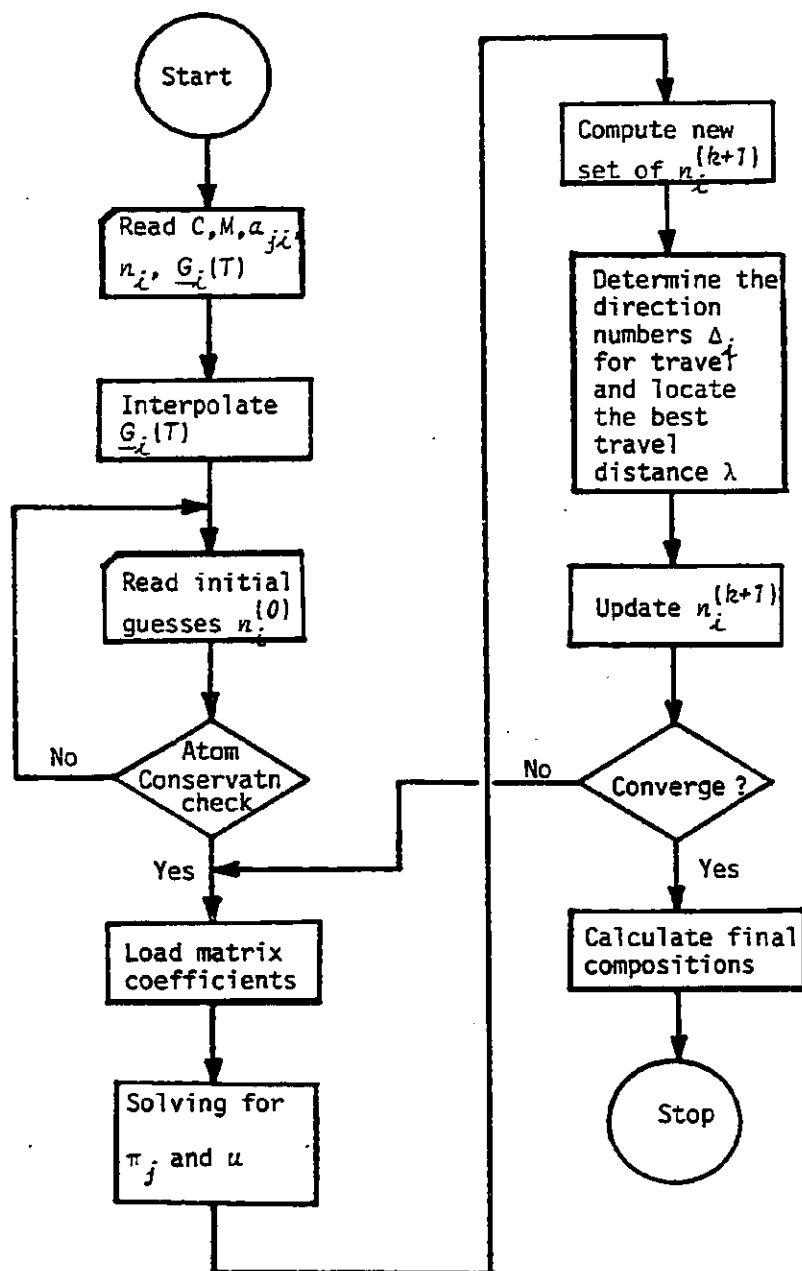 Start
Read C,M,a_{ji},
n_i, G_i(T)
Interpolate
G_i(T)
Read initial
guesses n_i^{(0)}
No
Atom
Conservatn
check
Yes
Load matrix
coefficients
Solving for
π_j and u
Compute new
set of n_i^{(k+1)}
Determine the
direction
numbers Δ_i
for travel
and locate
the best
travel
distance λ
Update n_i^{(k+1)}
No
Converge ?
Yes
Calculate final
compositions
Stop